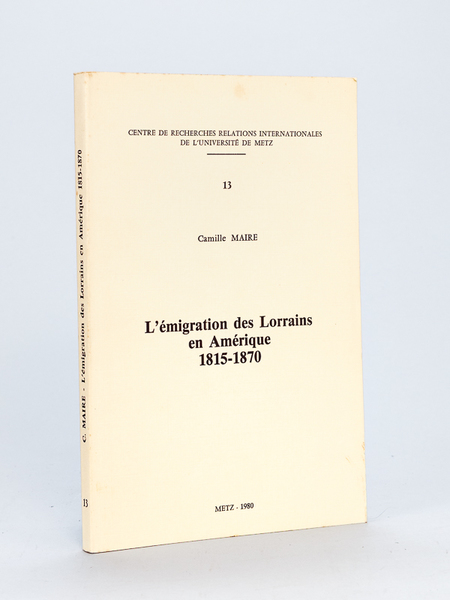 CENTRE DE RECHERCHES RELATIONS INTERNATIONALES
DE L'UNIVERSITÉ DE METZ
13
Camille MAIRE
L'émigration des Lorrains
en Amérique
1815-1870
METZ - 1980
C. MAIRE - L'émigration des Lorrains en Amérique 1815-1870
13